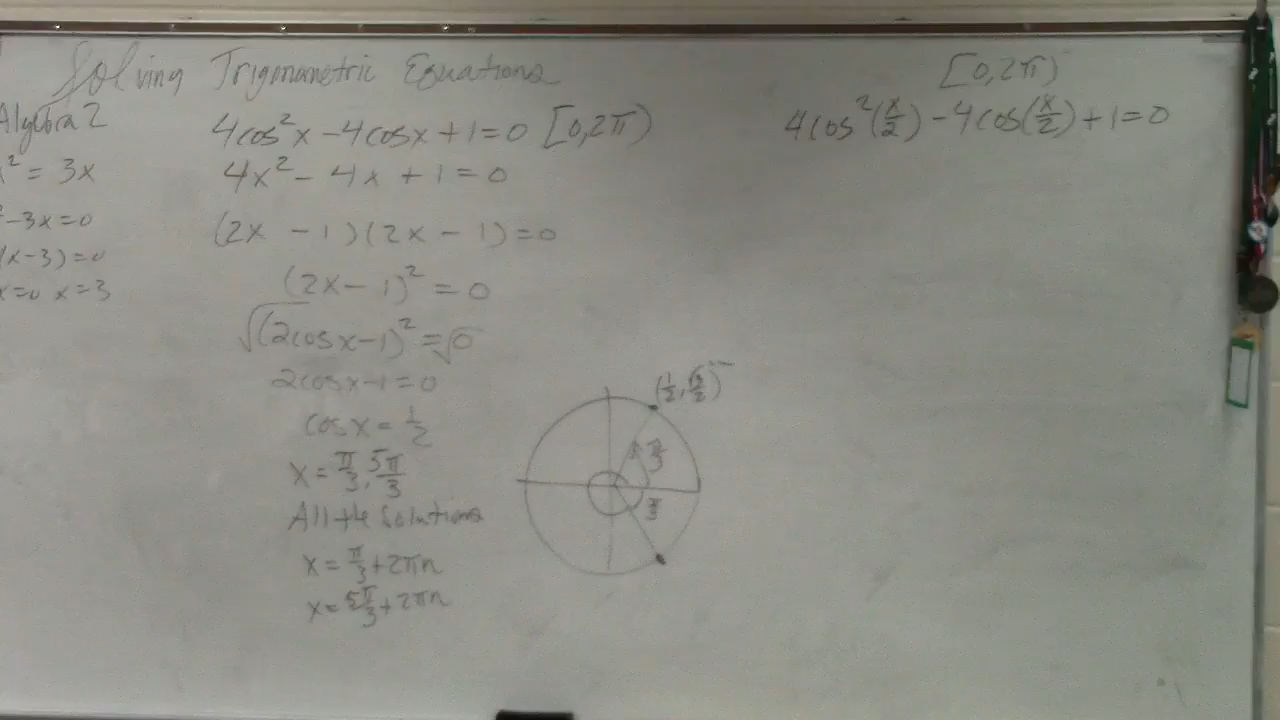 Solving Trigonometric Equations
Algebra 2
² = 3x
²-3x=0
(x-3)=0
x=0 x=3
4cos²x -4cosx+1=0 [0,2π)
4x² - 4x + 1 = 0
(2x - 1)(2x - 1) = 0
(2x - 1)² = 0
√(2cosx-1)² = √0
2cosx-1=0
cosx = 1/2
x = π/3, 5π/3
All the Solutions
x = π/3 + 2πn
x = 5π/3 + 2πn
(1/2, √3/2)
π/3
π/3
[0,2π)
4cos²(x/2) -4cos(x/2)+1=0